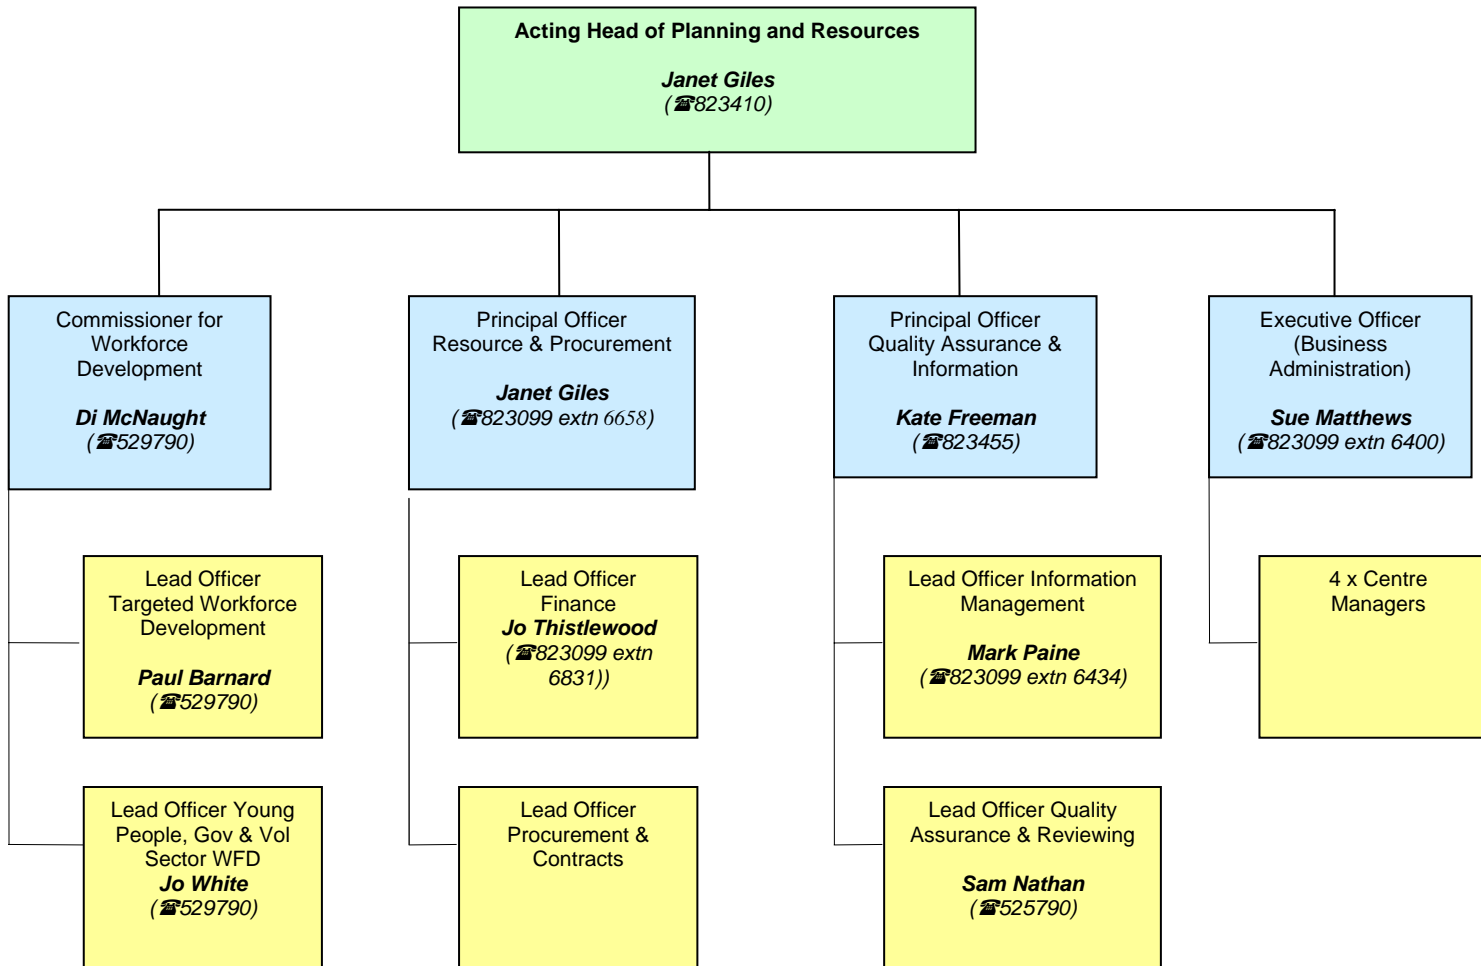 Acting Head of Planning and Resources
Janet Giles
(☎823410)
Commissioner for
Workforce
Development
Di McNaught
(☎529790)
Principal Officer
Resource & Procurement
Janet Giles
(☎823099 extn 6658)
Principal Officer
Quality Assurance &
Information
Kate Freeman
(☎823455)
Executive Officer
(Business
Administration)
Sue Matthews
(☎823099 extn 6400)
Lead Officer
Targeted Workforce
Development
Paul Barnard
(☎529790)
Lead Officer
Finance
Jo Thistlewood
(☎823099 extn
6831))
Lead Officer Information
Management
Mark Paine
(☎823099 extn 6434)
4 x Centre
Managers
Lead Officer Young
People, Gov & Vol
Sector WFD
Jo White
(☎529790)
Lead Officer
Procurement &
Contracts
Lead Officer Quality
Assurance & Reviewing
Sam Nathan
(☎525790)